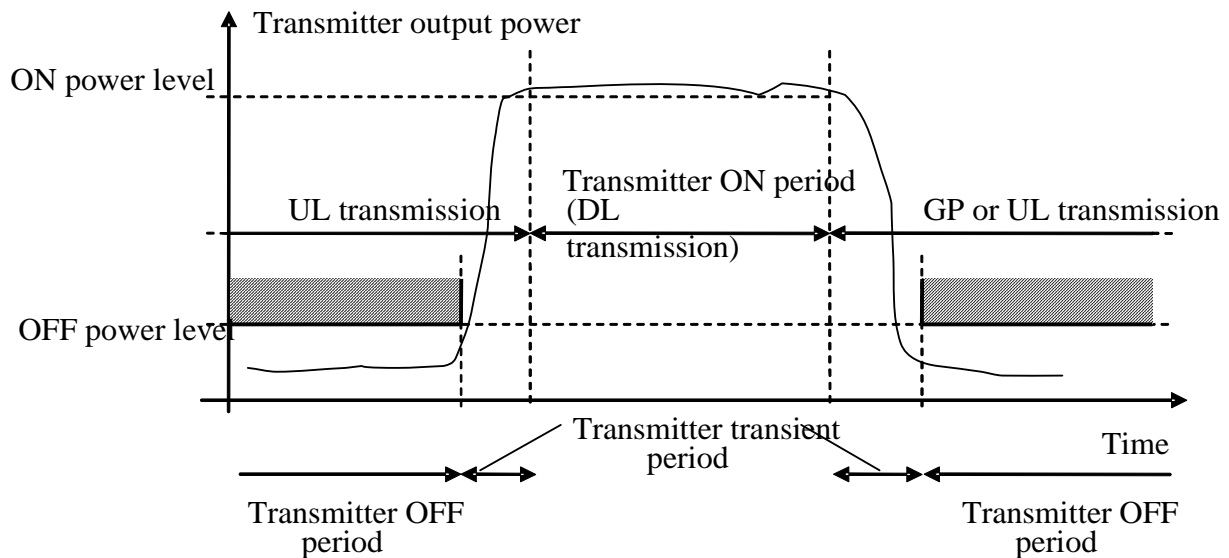 Transmitter output power
ON power level
Transmitter ON period
UL transmission
(DL
transmission)
GP or UL transmission
OFF power level
Transmitter transient
period
Time
Transmitter OFF
period
Transmitter OFF
period